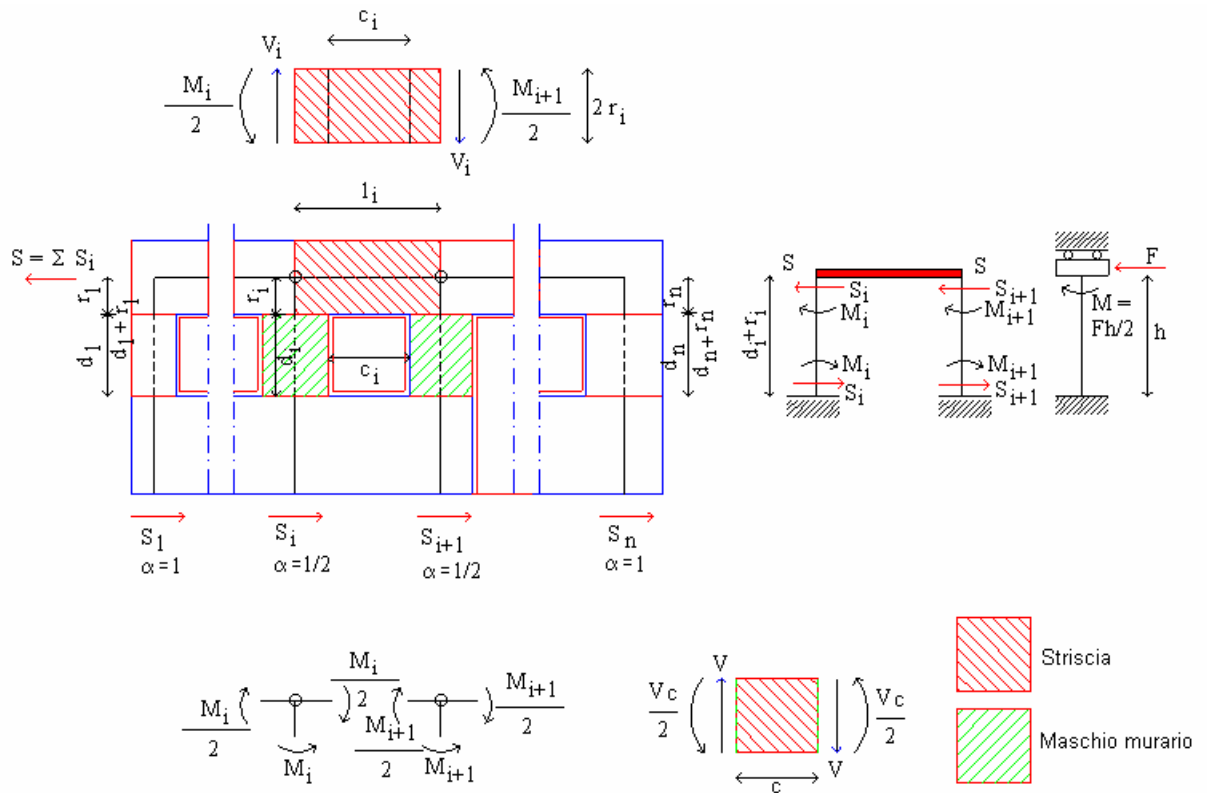 c_i
V_i
M_i/2
M_{i+1}/2
2 r_i
V_i
l_i
S = Σ S_i
r_1
r_i
r_n
d_1
d_1+r_1
d_i
c_i
d_n
d_n+r_n
S_1
α=1
S_i
α=1/2
S_{i+1}
α=1/2
S_n
α=1
S
S
S_i
S_{i+1}
M_i
M_{i+1}
d_i+r_i
M_i
M_{i+1}
S_i
S_{i+1}
F
M =
Fh/2
h
M_i/2
M_i/2
M_{i+1}/2
M_{i+1}/2
M_i
M_{i+1}
V
Vc/2
Vc/2
V
c
Striscia
Maschio murario